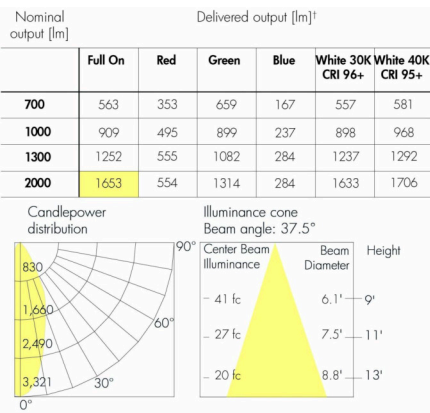 Nominal output [lm] Delivered output [lm]†
Full On Red Green Blue White 30K CRI 96+ White 40K CRI 95+
700 563 353 659 167 557 581
1000 909 495 899 237 898 968
1300 1252 555 1082 284 1237 1292
2000 1653 554 1314 284 1633 1706
Candlepower distribution
90°
830
1,660
60°
2,490
3,321
30°
0°
Illuminance cone
Beam angle: 37.5°
Center Beam Illuminance Beam Diameter Height
41 fc 6.1' 9'
27 fc 7.5' 11'
20 fc 8.8' 13'